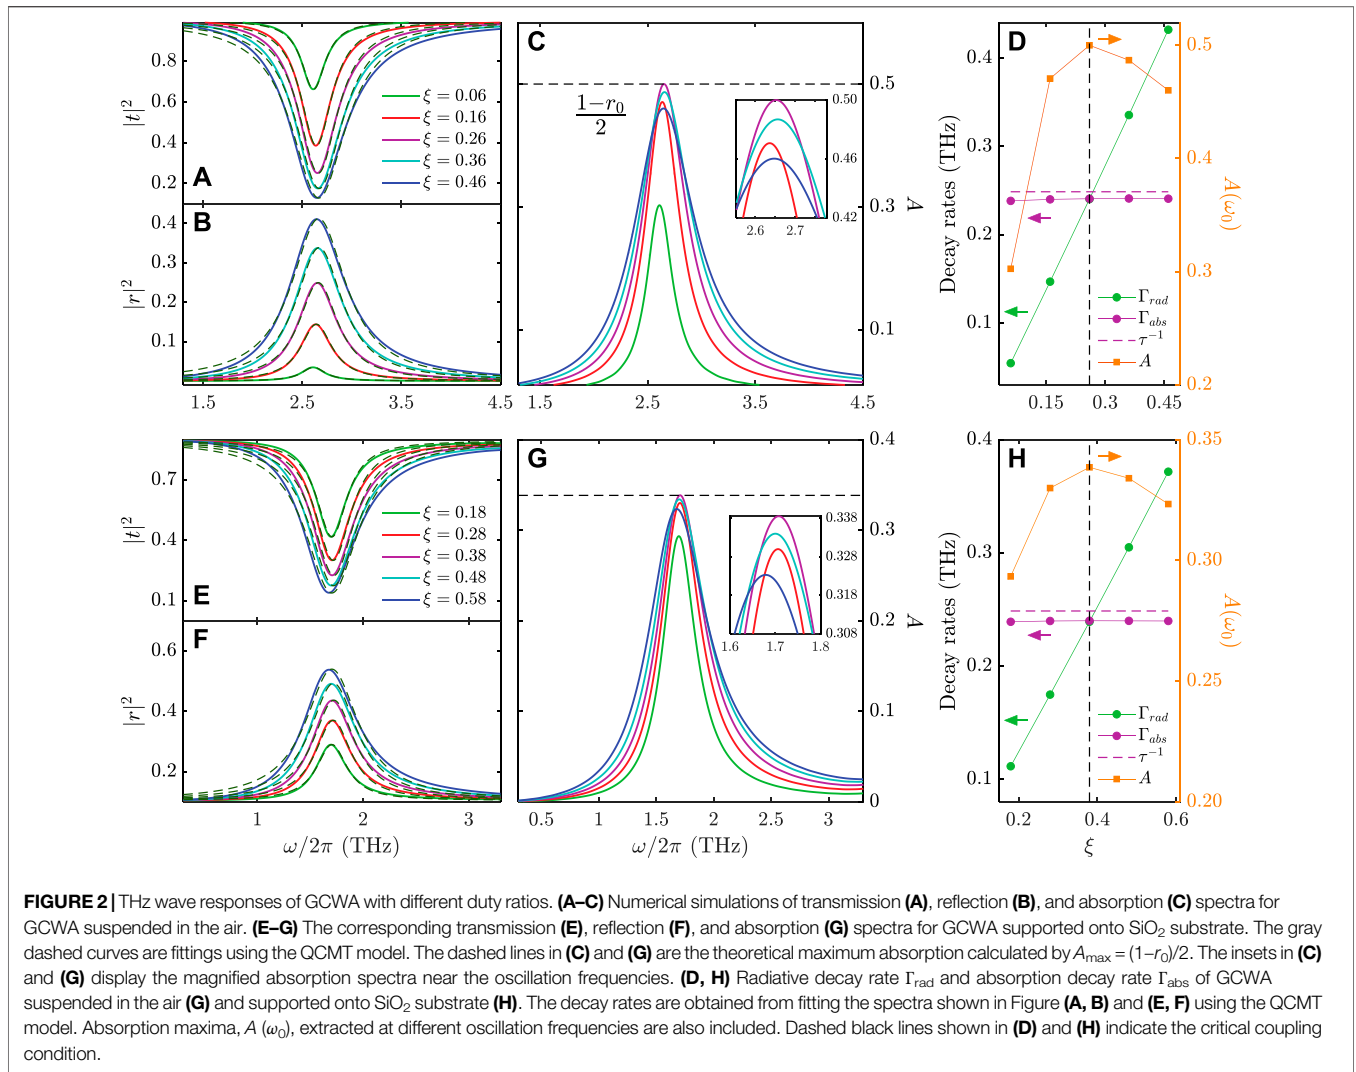 A
|t|²
0.8
0.6
0.4
0.2
ξ = 0.06
ξ = 0.16
ξ = 0.26
ξ = 0.36
ξ = 0.46
B
|r|²
0.4
0.3
0.2
0.1
1.5 2.5 3.5 4.5
C
1−r₀
2
0.5
0.3
0.1
A
0.50
0.46
0.42
2.6 2.7
1.5 2.5 3.5 4.5
D
Decay rates (THz)
0.4
0.3
0.2
0.1
0.5
0.4
0.3
0.2
A(ω₀)
Γrad
Γabs
τ⁻¹
A
0.15 0.3 0.45
E
|t|²
0.7
0.4
0.1
ξ = 0.18
ξ = 0.28
ξ = 0.38
ξ = 0.48
ξ = 0.58
F
|r|²
0.6
0.4
0.2
1 2 3
ω/2π (THz)
G
0.4
0.3
0.2
0.1
0
A
0.338
0.328
0.318
0.308
1.6 1.7 1.8
0.5 1 1.5 2 2.5 3
ω/2π (THz)
H
Decay rates (THz)
0.4
0.3
0.2
0.1
0.35
0.30
0.25
0.20
A(ω₀)
Γrad
Γabs
τ⁻¹
A
0.2 0.4 0.6
ξ
FIGURE 2 | THz wave responses of GCWA with different duty ratios. (A–C) Numerical simulations of transmission (A), reflection (B), and absorption (C) spectra for
GCWA suspended in the air. (E–G) The corresponding transmission (E), reflection (F), and absorption (G) spectra for GCWA supported onto SiO₂ substrate. The gray
dashed curves are fittings using the QCMT model. The dashed lines in (C) and (G) are the theoretical maximum absorption calculated by Amax = (1−r₀)/2. The insets in (C)
and (G) display the magnified absorption spectra near the oscillation frequencies. (D, H) Radiative decay rate Γrad and absorption decay rate Γabs of GCWA
suspended in the air (G) and supported onto SiO₂ substrate (H). The decay rates are obtained from fitting the spectra shown in Figure (A, B) and (E, F) using the QCMT
model. Absorption maxima, A (ω₀), extracted at different oscillation frequencies are also included. Dashed black lines shown in (D) and (H) indicate the critical coupling
condition.